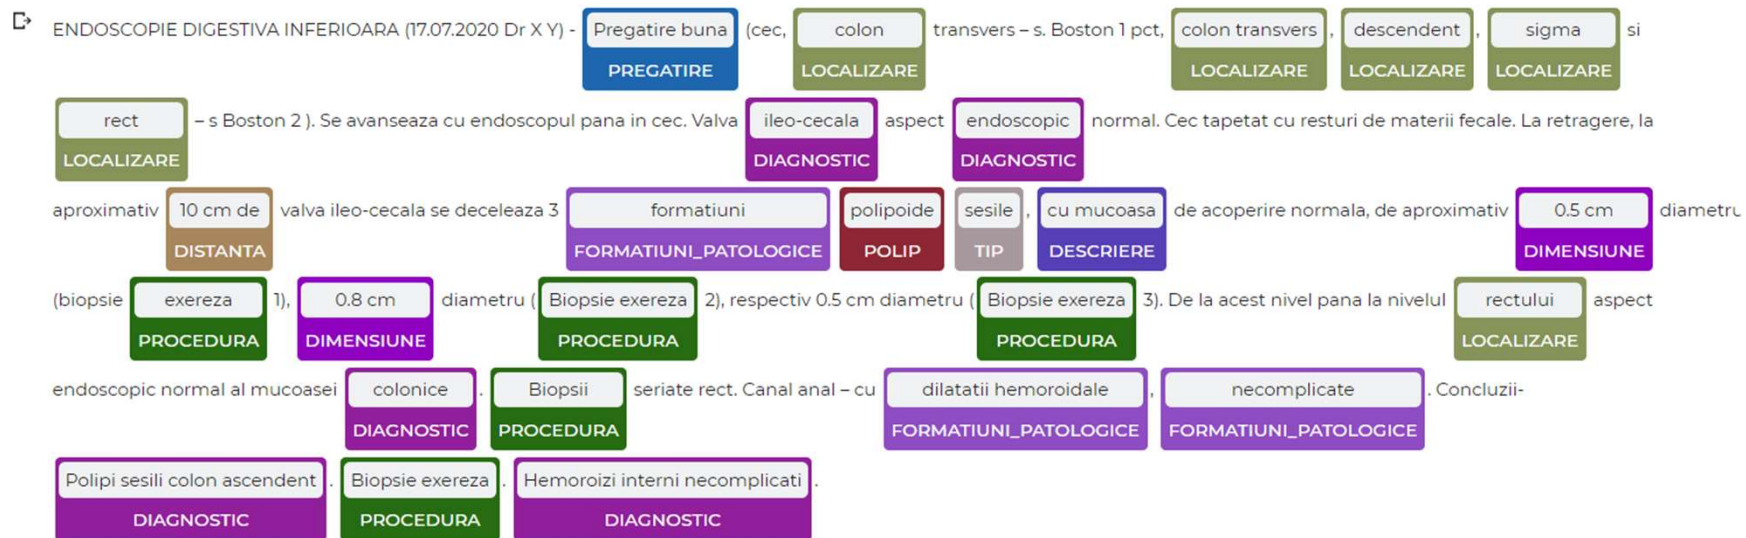 ENDOSCOPIE DIGESTIVA INFERIOARA (17.07.2020 Dr X Y) - Pregatire buna (cec, colon transvers – s. Boston 1 pct, colon transvers , descendent , sigma si
PREGATIRE LOCALIZARE LOCALIZARE LOCALIZARE LOCALIZARE
rect – s Boston 2 ). Se avanseaza cu endoscopul pana in cec. Valva ileo-cecala aspect endoscopic normal. Cec tapetat cu resturi de materii fecale. La retragere, la
LOCALIZARE DIAGNOSTIC DIAGNOSTIC
aproximativ 10 cm de valva ileo-cecala se deceleaza 3 formatiuni polipoide sesile , cu mucoasa de acoperire normala, de aproximativ 0.5 cm diametru
DISTANTA FORMATIUNI_PATOLOGICE POLIP TIP DESCRIERE DIMENSIUNE
(biopsie exereza 1), 0.8 cm diametru ( Biopsie exereza 2), respectiv 0.5 cm diametru ( Biopsie exereza 3). De la acest nivel pana la nivelul rectului aspect
PROCEDURA DIMENSIUNE PROCEDURA PROCEDURA LOCALIZARE
endoscopic normal al mucoasei colonice . Biopsii seriate rect. Canal anal – cu dilatatii hemoroidale , necomplicate . Concluzii-
DIAGNOSTIC PROCEDURA FORMATIUNI_PATOLOGICE FORMATIUNI_PATOLOGICE
Polipi sesili colon ascendent . Biopsie exereza . Hemoroizi interni necomplicati .
DIAGNOSTIC PROCEDURA DIAGNOSTIC